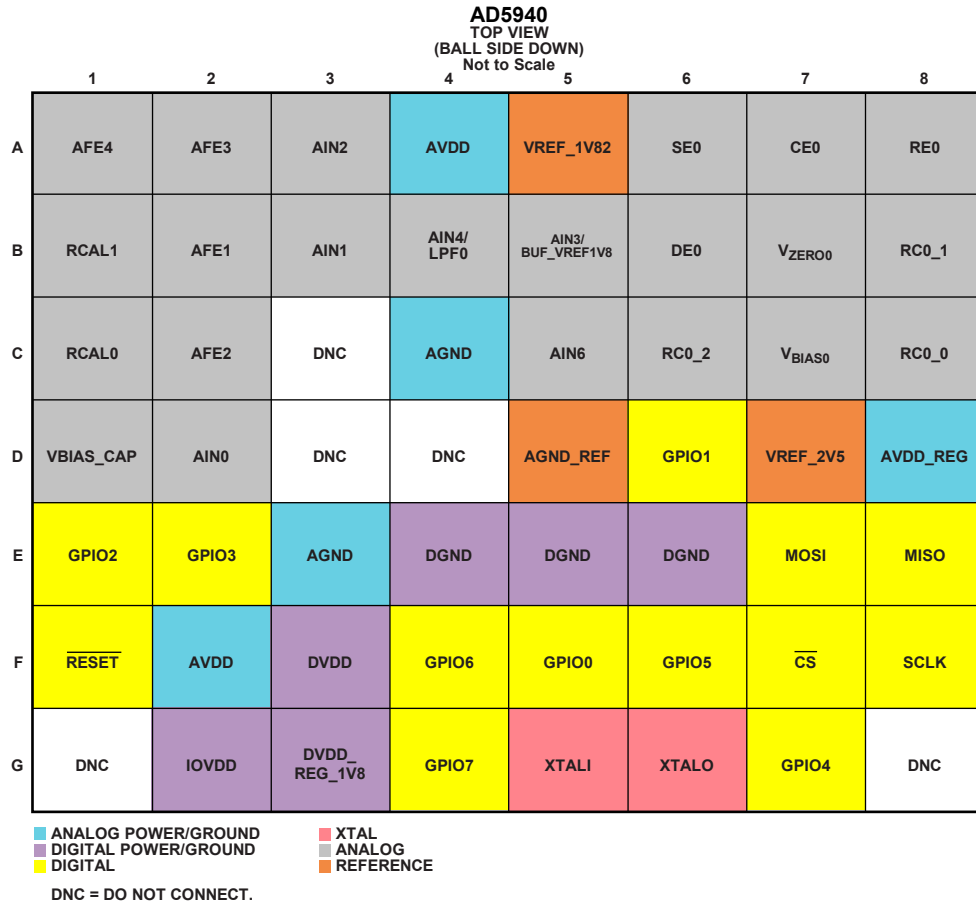 AD5940
TOP VIEW
(BALL SIDE DOWN)
Not to Scale
1 2 3 4 5 6 7 8
A AFE4 AFE3 AIN2 AVDD VREF_1V82 SE0 CE0 RE0
B RCAL1 AFE1 AIN1 AIN4/ LPF0 AIN3/ BUF_VREF1V8 DE0 VZERO0 RC0_1
C RCAL0 AFE2 DNC AGND AIN6 RC0_2 VBIAS0 RC0_0
D VBIAS_CAP AIN0 DNC DNC AGND_REF GPIO1 VREF_2V5 AVDD_REG
E GPIO2 GPIO3 AGND DGND DGND DGND MOSI MISO
F RESET AVDD DVDD GPIO6 GPIO0 GPIO5 CS SCLK
G DNC IOVDD DVDD_ REG_1V8 GPIO7 XTALI XTALO GPIO4 DNC
ANALOG POWER/GROUND
DIGITAL POWER/GROUND
DIGITAL
XTAL
ANALOG
REFERENCE
DNC = DO NOT CONNECT.